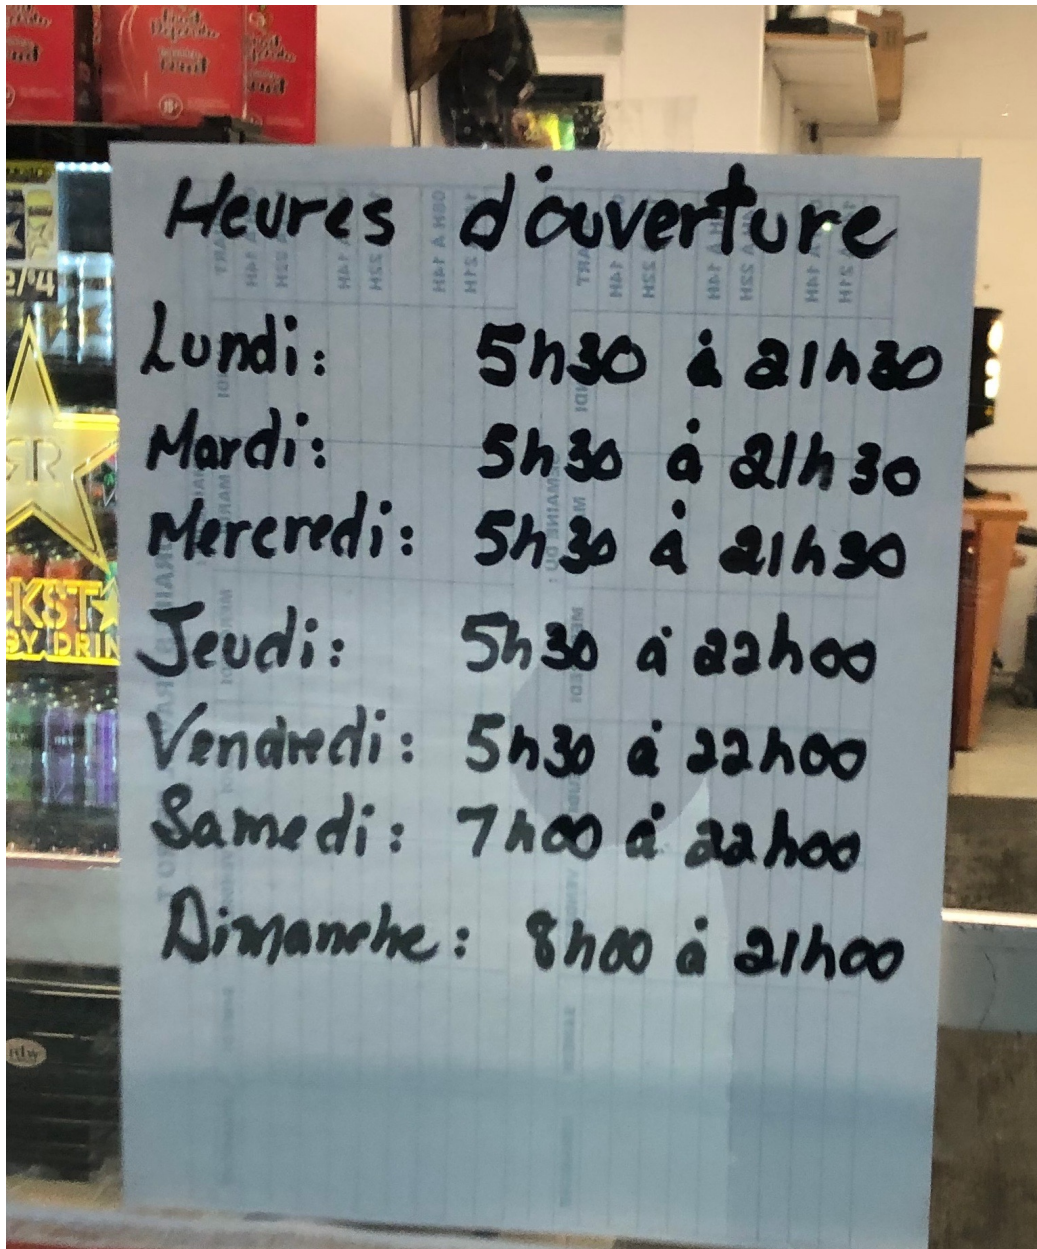 Heures d'ouverture
Lundi: 5h30 à 21h30
Mardi: 5h30 à 21h30
Mercredi: 5h30 à 21h30
Jeudi: 5h30 à 22h00
Vendredi: 5h30 à 22h00
Samedi: 7h00 à 22h00
Dimanche: 8h00 à 21h00